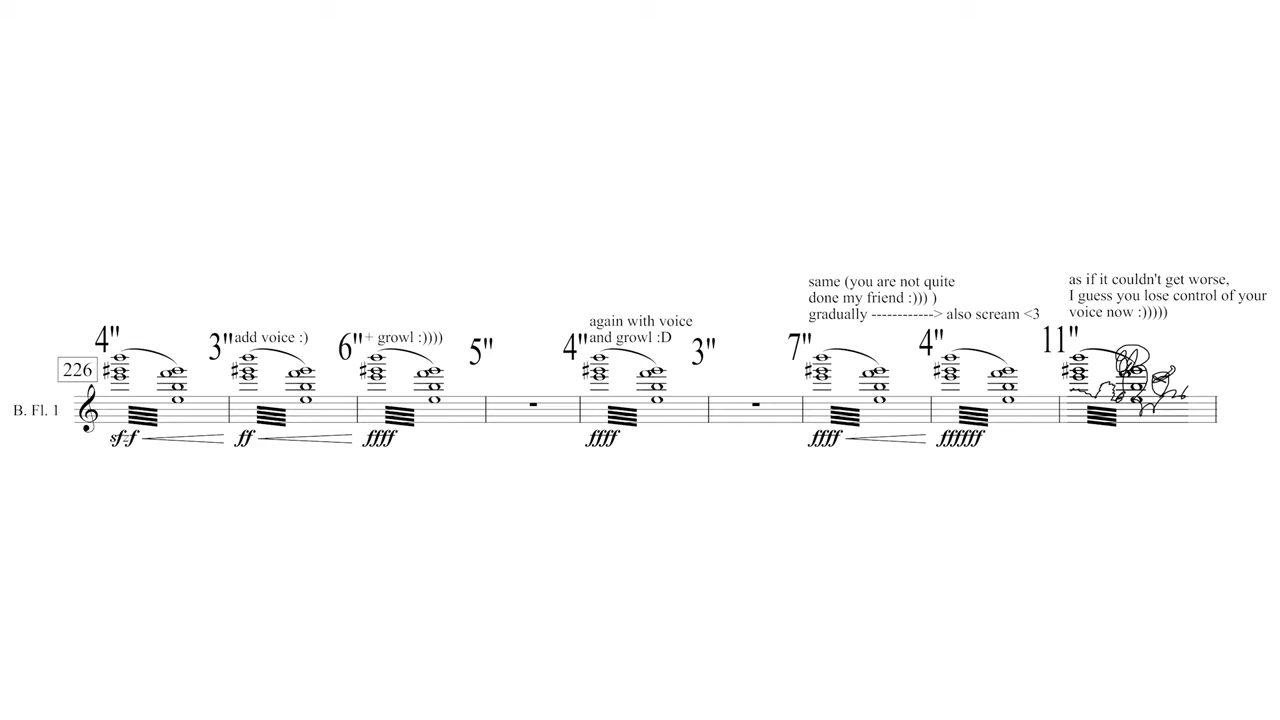 same (you are not quite
done my friend :))) )
gradually ------------> also scream <3
as if it couldn't get worse,
I guess you lose control of your
voice now :)))))
again with voice
and growl :D
4" 3" add voice :) 6" + growl :)))) 5" 4" 3" 7" 4" 11"
226
B. Fl. 1
sf ff ffff ffff ffff ffffff